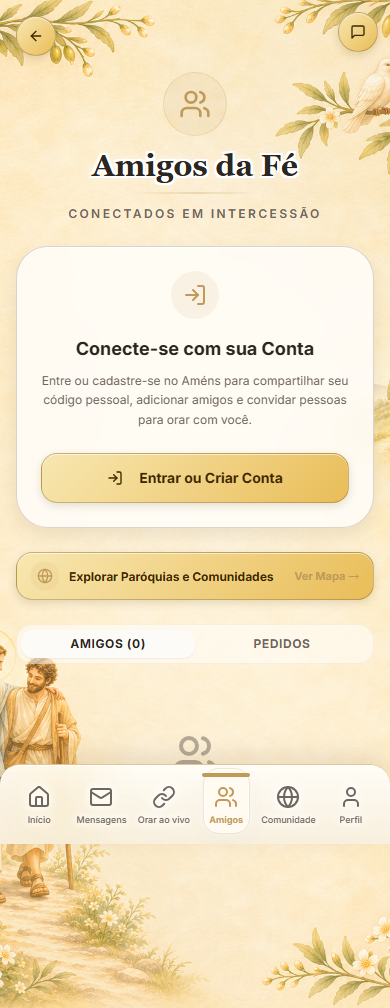 Amigos da Fé
CONECTADOS EM INTERCESSÃO
Conecte-se com sua Conta
Entre ou cadastre-se no Améns para compartilhar seu
código pessoal, adicionar amigos e convidar pessoas
para orar com você.
Entrar ou Criar Conta
Explorar Paróquias e Comunidades Ver Mapa →
AMIGOS (0) PEDIDOS
Início Mensagens Orar ao vivo Amigos Comunidade Perfil